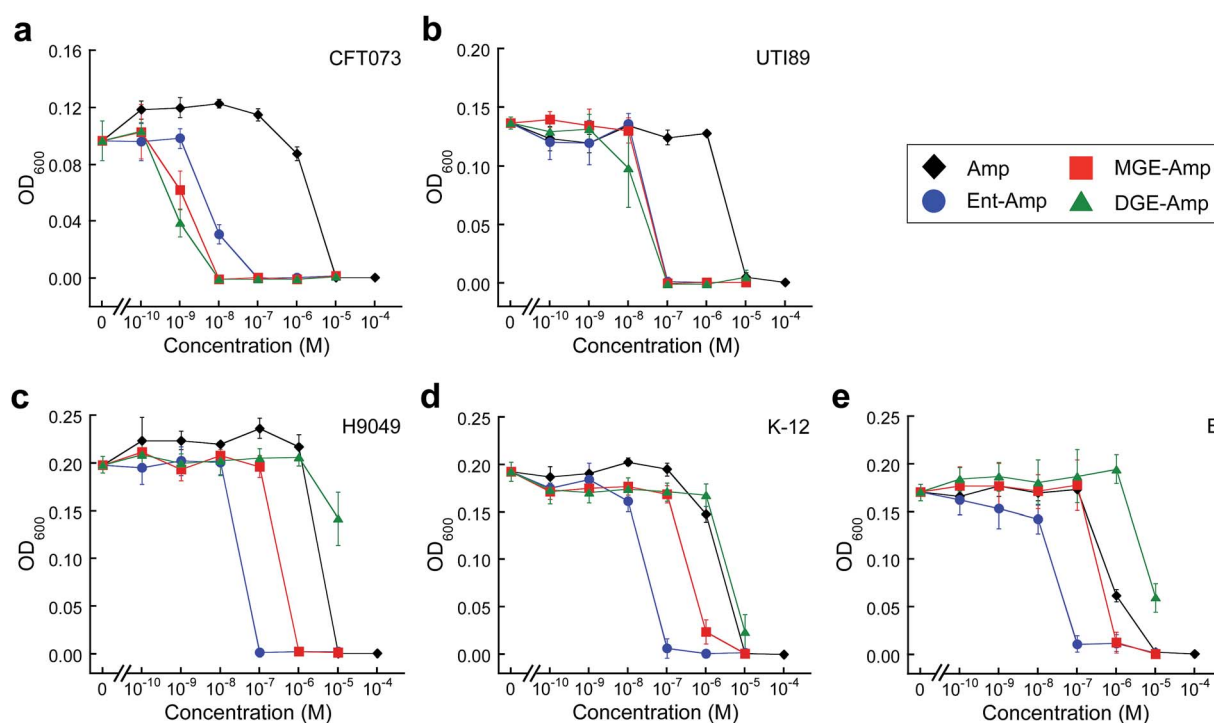 a
CFT073
0.16
0.12
0.08
0.04
0.00
OD₆₀₀
0 10⁻¹⁰ 10⁻⁹ 10⁻⁸ 10⁻⁷ 10⁻⁶ 10⁻⁵ 10⁻⁴
Concentration (M)
b
UTI89
0.20
0.15
0.10
0.05
0.00
OD₆₀₀
0 10⁻¹⁰ 10⁻⁹ 10⁻⁸ 10⁻⁷ 10⁻⁶ 10⁻⁵ 10⁻⁴
Concentration (M)
Amp MGE-Amp
Ent-Amp DGE-Amp
c
H9049
0.25
0.20
0.15
0.10
0.05
0.00
OD₆₀₀
0 10⁻¹⁰ 10⁻⁹ 10⁻⁸ 10⁻⁷ 10⁻⁶ 10⁻⁵ 10⁻⁴
Concentration (M)
d
K-12
0.25
0.20
0.15
0.10
0.05
0.00
OD₆₀₀
0 10⁻¹⁰ 10⁻⁹ 10⁻⁸ 10⁻⁷ 10⁻⁶ 10⁻⁵ 10⁻⁴
Concentration (M)
e
0.25
0.20
0.15
0.10
0.05
0.00
OD₆₀₀
0 10⁻¹⁰ 10⁻⁹ 10⁻⁸ 10⁻⁷ 10⁻⁶ 10⁻⁵ 10⁻⁴
Concentration (M)